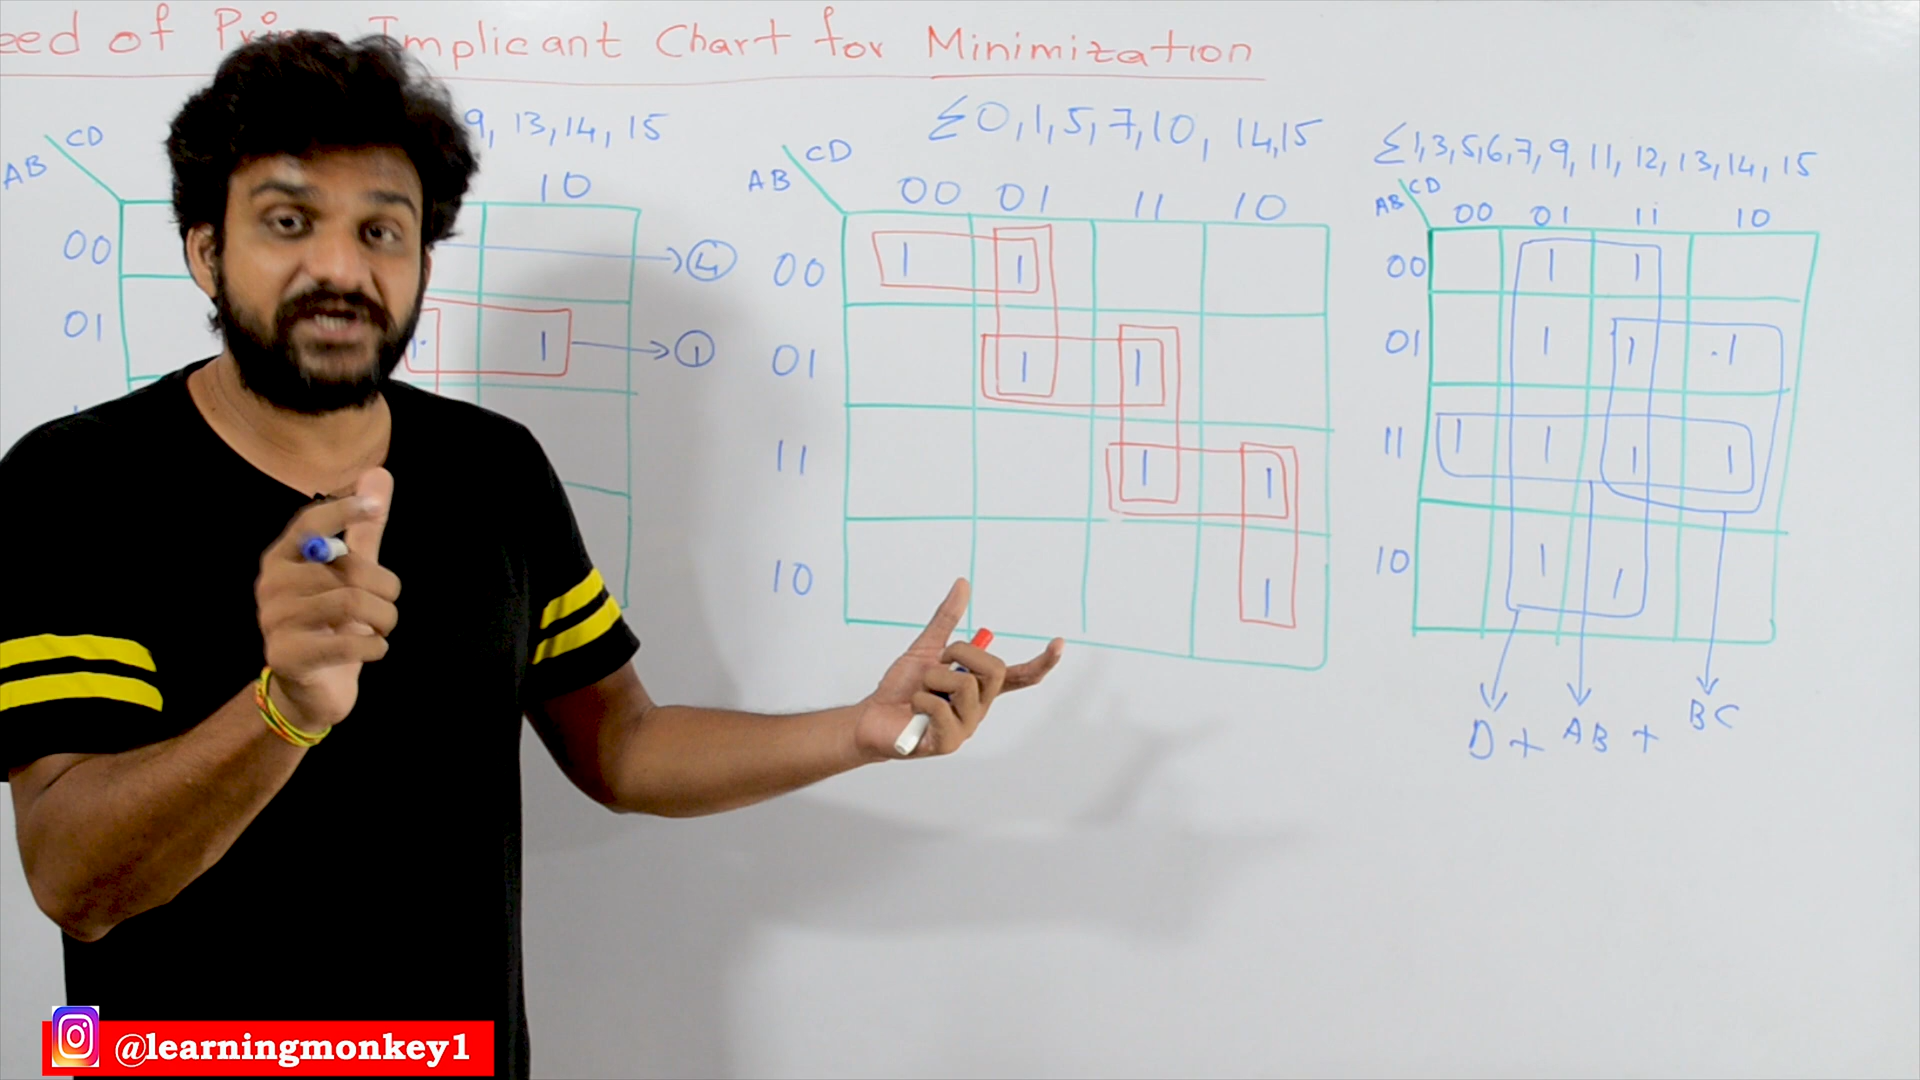 eed of Implicant Chart for Minimization
9, 13, 14, 15
CD
AB
10
00
01
1
→ 4
→ 1
Σ0, 1, 5, 7, 10, 14, 15
CD
AB
00 01 11 10
00 1 1
01 1 1
11 1 1
10 1
Σ1, 3, 5, 6, 7, 9, 11, 12, 13, 14, 15
CD
AB
00 01 11 10
00 1 1
01 1 1 1
11 1 1 1 1
10 1 1
D + AB + BC
@learningmonkey1